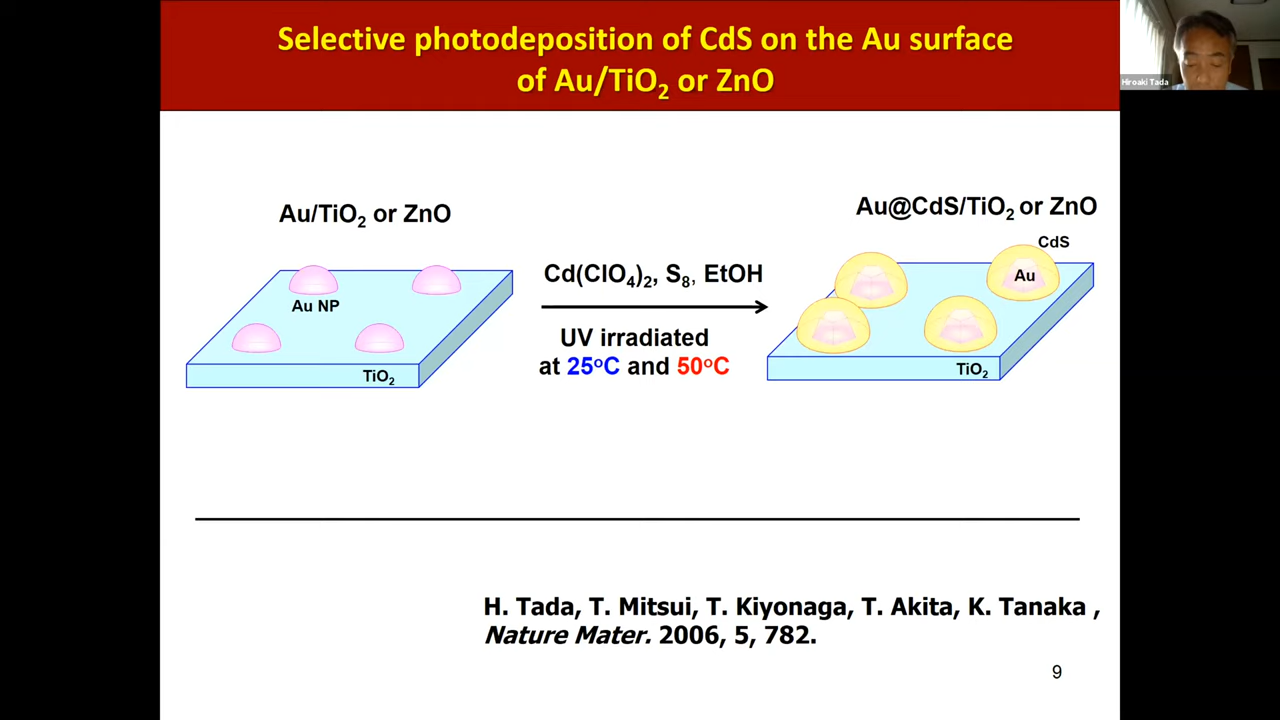 Selective photodeposition of CdS on the Au surface
of Au/TiO₂ or ZnO
Hiroaki Tada
Au/TiO₂ or ZnO
Au NP
TiO₂
Cd(ClO₄)₂, S₈, EtOH
UV irradiated
at 25°C and 50°C
Au@CdS/TiO₂ or ZnO
CdS
Au
TiO₂
H. Tada, T. Mitsui, T. Kiyonaga, T. Akita, K. Tanaka ,
Nature Mater. 2006, 5, 782.
9